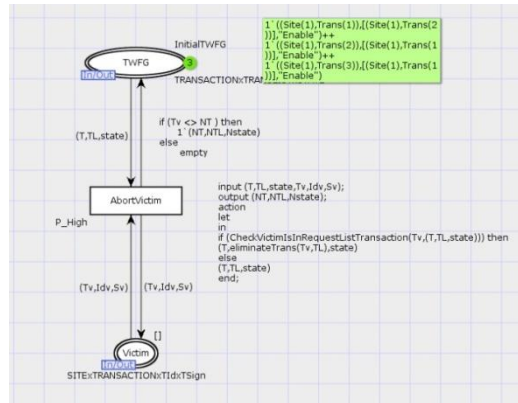 InitialTWFG
TWFG
3
In/Out
TRANSACTIONxTRAN
1`((Site(1),Trans(1)),[(Site(1),Trans(2
))],"Enable")++
1`((Site(1),Trans(2)),[(Site(1),Trans(1
))],"Enable")++
1`((Site(1),Trans(3)),[(Site(1),Trans(1
))],"Enable")
(T,TL,state)
if (Tv <> NT ) then
1`(NT,NTL,Nstate)
else
empty
AbortVictim
P_High
input (T,TL,state,Tv,Idv,Sv);
output (NT,NTL,Nstate);
action
let
in
if (CheckVictimIsInRequestListTransaction(Tv,(T,TL,state))) then
(T,eliminateTrans(Tv,TL),state)
else
(T,TL,state)
end;
(Tv,Idv,Sv)
(Tv,Idv,Sv)
[]
Victim
In/Out
SITExTRANSACTIONxTIdxTSign